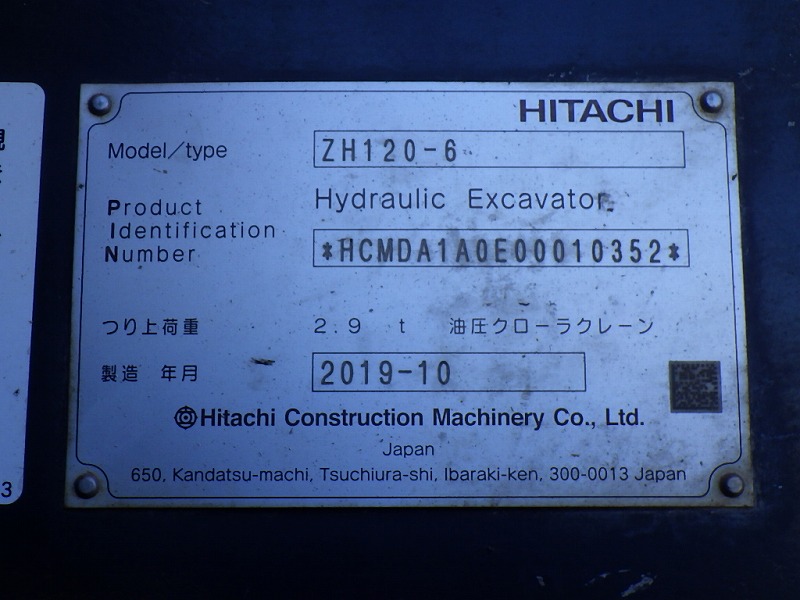 HITACHI
Model/type ZH120-6
Hydraulic Excavator
Product
Identification
Number *HCMDA1A0E00010352*
つり上荷重 2.9 t 油圧クローラクレーン
製造 年月 2019-10
Hitachi Construction Machinery Co., Ltd.
Japan
650, Kandatsu-machi, Tsuchiura-shi, Ibaraki-ken, 300-0013 Japan
3